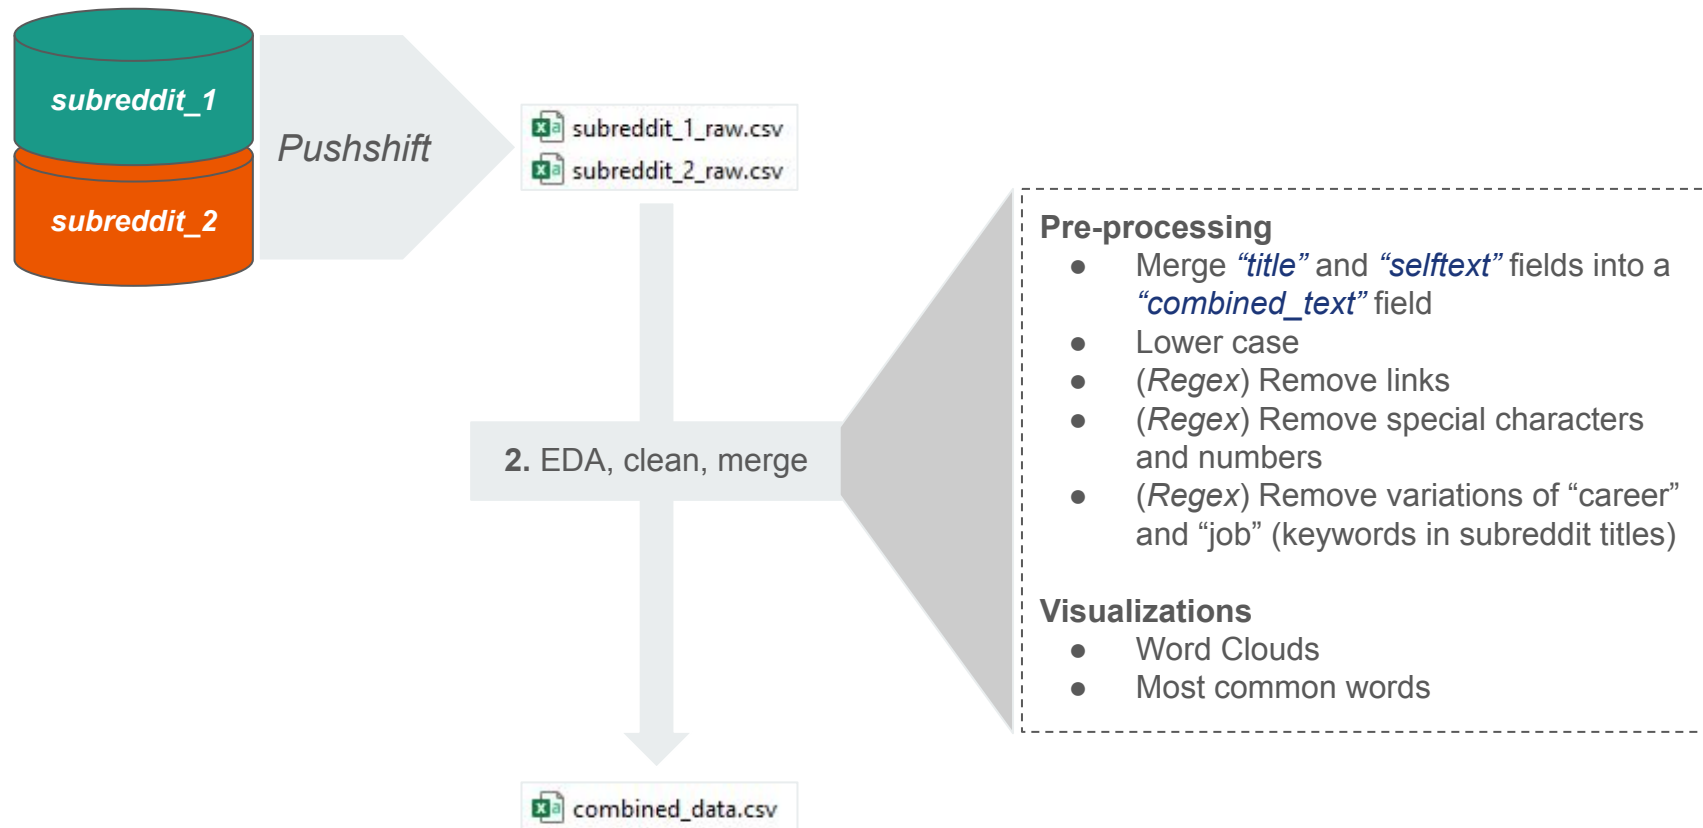 subreddit_1
subreddit_2
Pushshift
subreddit_1_raw.csv
subreddit_2_raw.csv
2. EDA, clean, merge
combined_data.csv
Pre-processing
● Merge “title” and “selftext” fields into a
“combined_text” field
● Lower case
● (Regex) Remove links
● (Regex) Remove special characters
and numbers
● (Regex) Remove variations of “career”
and “job” (keywords in subreddit titles)
Visualizations
● Word Clouds
● Most common words